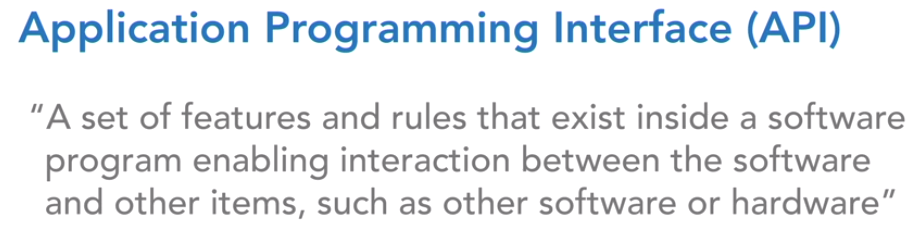 Application Programming Interface (API)
“A set of features and rules that exist inside a software
program enabling interaction between the software
and other items, such as other software or hardware”